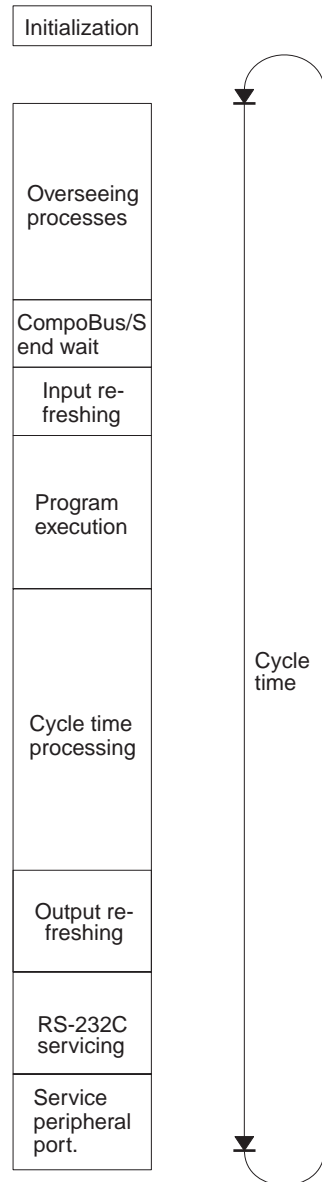 Initialization
Overseeing
processes
CompoBus/S
end wait
Input re-
freshing
Program
execution
Cycle
time
Cycle time
processing
Output re-
freshing
RS-232C
servicing
Service
peripheral
port.